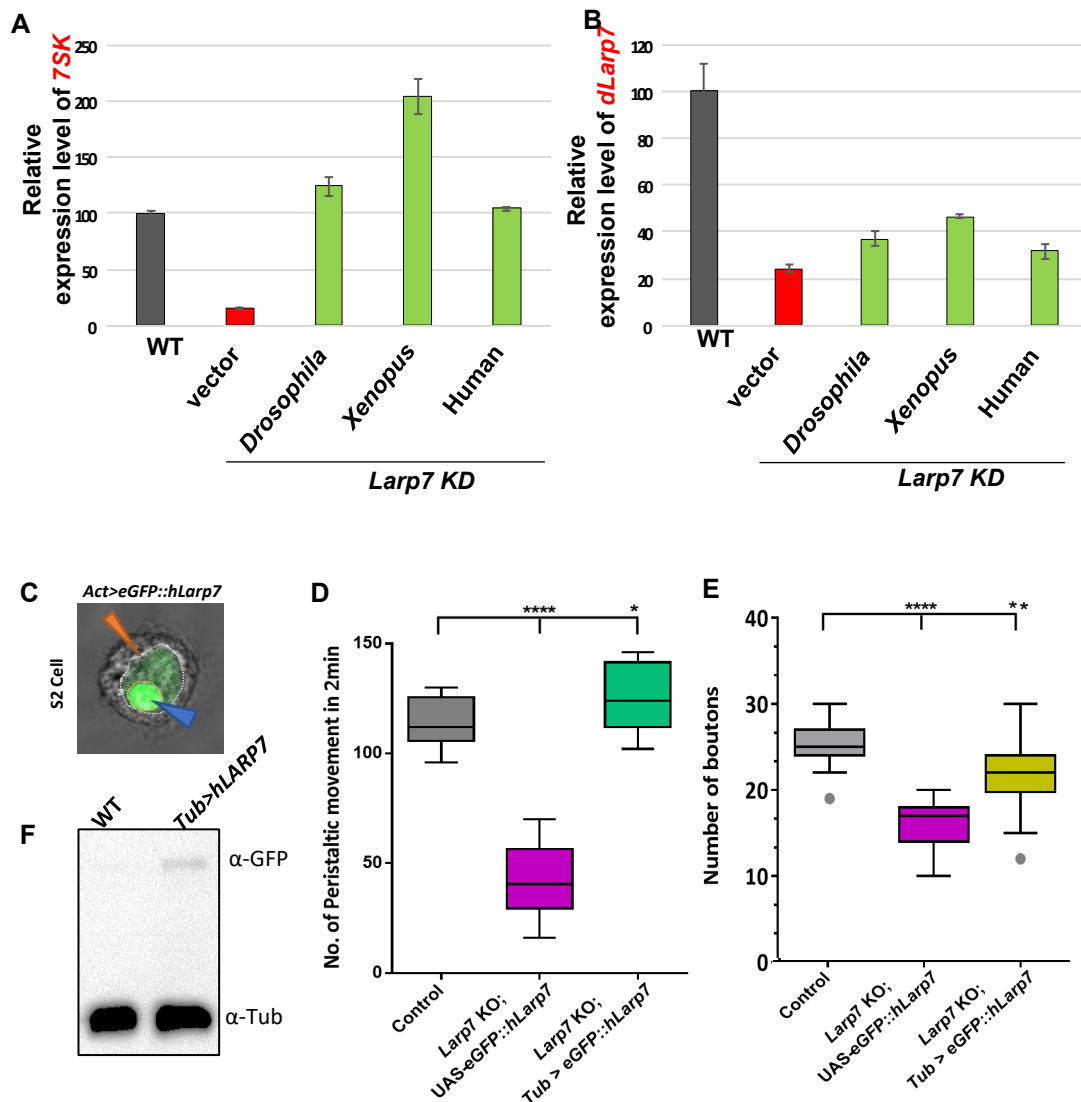 A
Relative
expression level of 7SK
250
200
150
100
50
0
WT
vector
Drosophila
Xenopus
Human
Larp7 KD
B
Relative
expression level of dLarp7
120
100
80
60
40
20
0
WT
vector
Drosophila
Xenopus
Human
Larp7 KD
C
Act>eGFP::hLarp7
S2 Cell
D
No. of Peristaltic movement in 2min
150
100
50
0
**** *
Control
Larp7 KO;
UAS-eGFP::hLarp7
Larp7 KO;
Tub > eGFP::hLarp7
E
Number of boutons
40
30
20
10
0
**** **
Control
Larp7 KO;
UAS-eGFP::hLarp7
Larp7 KO;
Tub > eGFP::hLarp7
F
WT
Tub>hLARP7
α-GFP
α-Tub